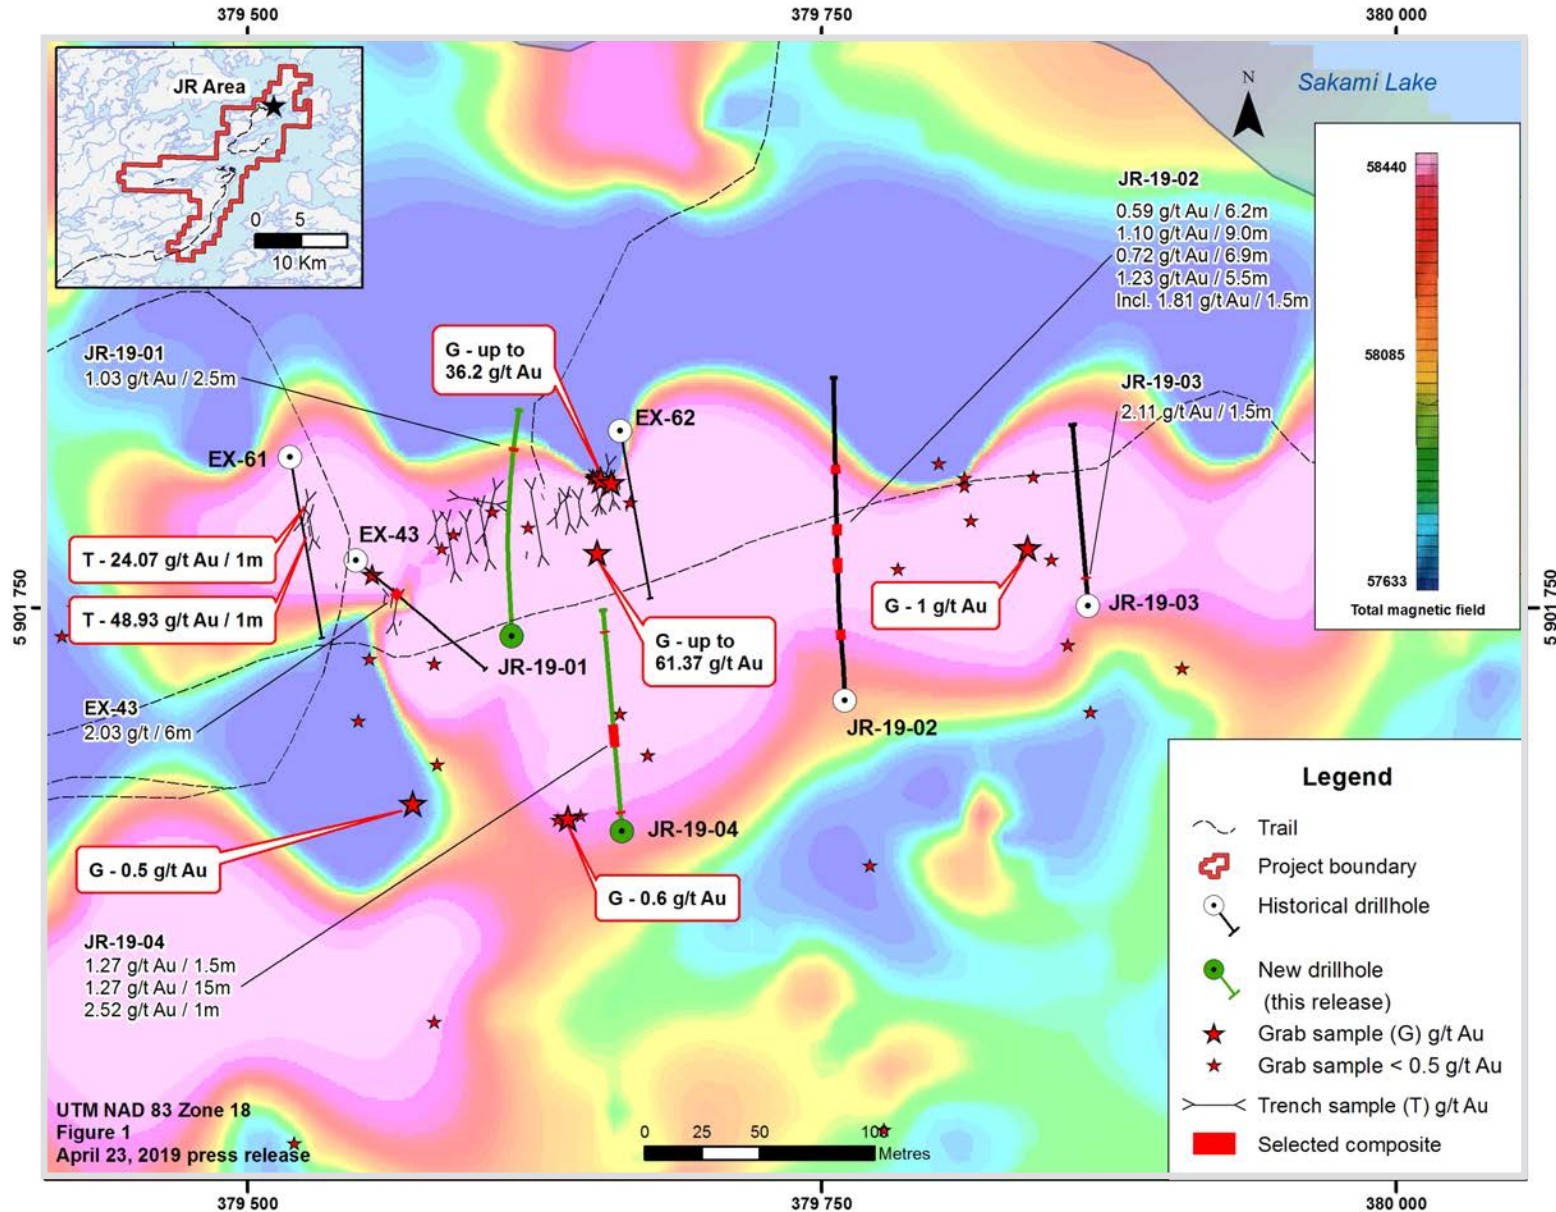 379 500
379 750
380 000
JR Area
0 5
10 Km
N
Sakami Lake
58440
58085
57633
Total magnetic field
JR-19-02
0.59 g/t Au / 6.2m
1.10 g/t Au / 9.0m
0.72 g/t Au / 6.9m
1.23 g/t Au / 5.5m
Incl. 1.81 g/t Au / 1.5m
JR-19-01
1.03 g/t Au / 2.5m
G - up to
36.2 g/t Au
JR-19-03
2.11 g/t Au / 1.5m
EX-62
EX-61
EX-43
T - 24.07 g/t Au / 1m
T - 48.93 g/t Au / 1m
G - 1 g/t Au
JR-19-03
5 901 750
5 901 750
G - up to
61.37 g/t Au
JR-19-01
EX-43
2.03 g/t / 6m
JR-19-02
JR-19-04
G - 0.5 g/t Au
G - 0.6 g/t Au
JR-19-04
1.27 g/t Au / 1.5m
1.27 g/t Au / 15m
2.52 g/t Au / 1m
Legend
Trail
Project boundary
Historical drillhole
New drillhole
(this release)
Grab sample (G) g/t Au
Grab sample < 0.5 g/t Au
Trench sample (T) g/t Au
Selected composite
UTM NAD 83 Zone 18
Figure 1
April 23, 2019 press release
0 25 50 100
Metres
379 500
379 750
380 000